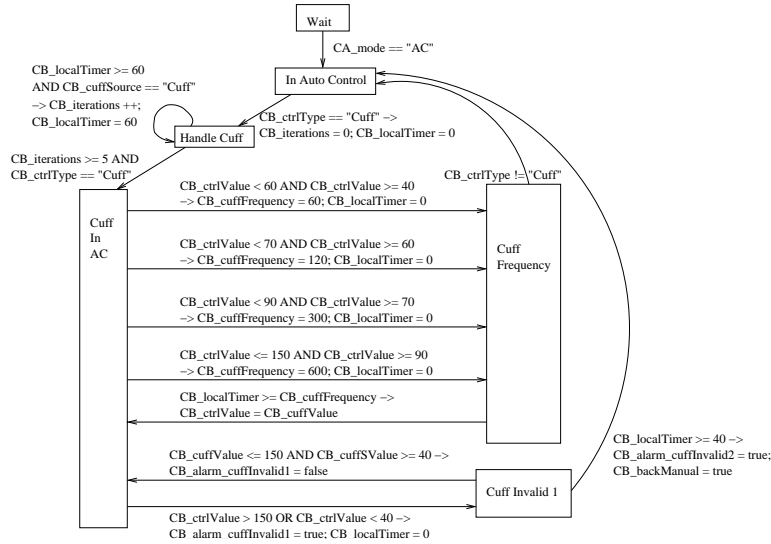 Wait
CA_mode == "AC"
In Auto Control
CB_localTimer >= 60
AND CB_cuffSource == "Cuff"
–> CB_iterations ++;
CB_localTimer = 60
CB_ctrlType == "Cuff" –>
CB_iterations = 0; CB_localTimer = 0
Handle Cuff
CB_iterations >= 5 AND
CB_ctrlType == "Cuff"
CB_ctrlType != "Cuff"
Cuff
In
AC
CB_ctrlValue < 60 AND CB_ctrlValue >= 40
–> CB_cuffFrequency = 60; CB_localTimer = 0
Cuff
Frequency
CB_ctrlValue < 70 AND CB_ctrlValue >= 60
–> CB_cuffFrequency = 120; CB_localTimer = 0
CB_ctrlValue < 90 AND CB_ctrlValue >= 70
–> CB_cuffFrequency = 300; CB_localTimer = 0
CB_ctrlValue <= 150 AND CB_ctrlValue >= 90
–> CB_cuffFrequency = 600; CB_localTimer = 0
CB_localTimer >= CB_cuffFrequency –>
CB_ctrlValue = CB_cuffValue
CB_localTimer >= 40 –>
CB_alarm_cuffInvalid2 = true;
CB_backManual = true
CB_cuffValue <= 150 AND CB_cuffSValue >= 40 –>
CB_alarm_cuffInvalid1 = false
Cuff Invalid 1
CB_ctrlValue > 150 OR CB_ctrlValue < 40 –>
CB_alarm_cuffInvalid1 = true; CB_localTimer = 0